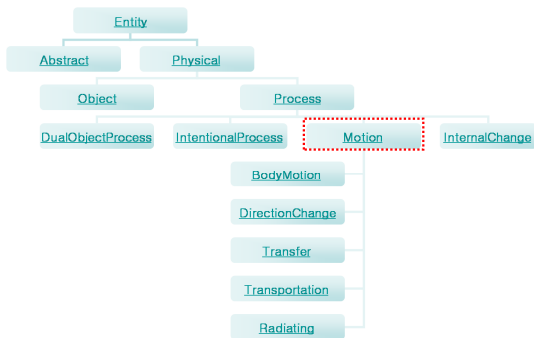 Entity
Abstract Physical
Object Process
DualObjectProcess IntentionalProcess Motion InternalChange
BodyMotion
DirectionChange
Transfer
Transportation
Radiating